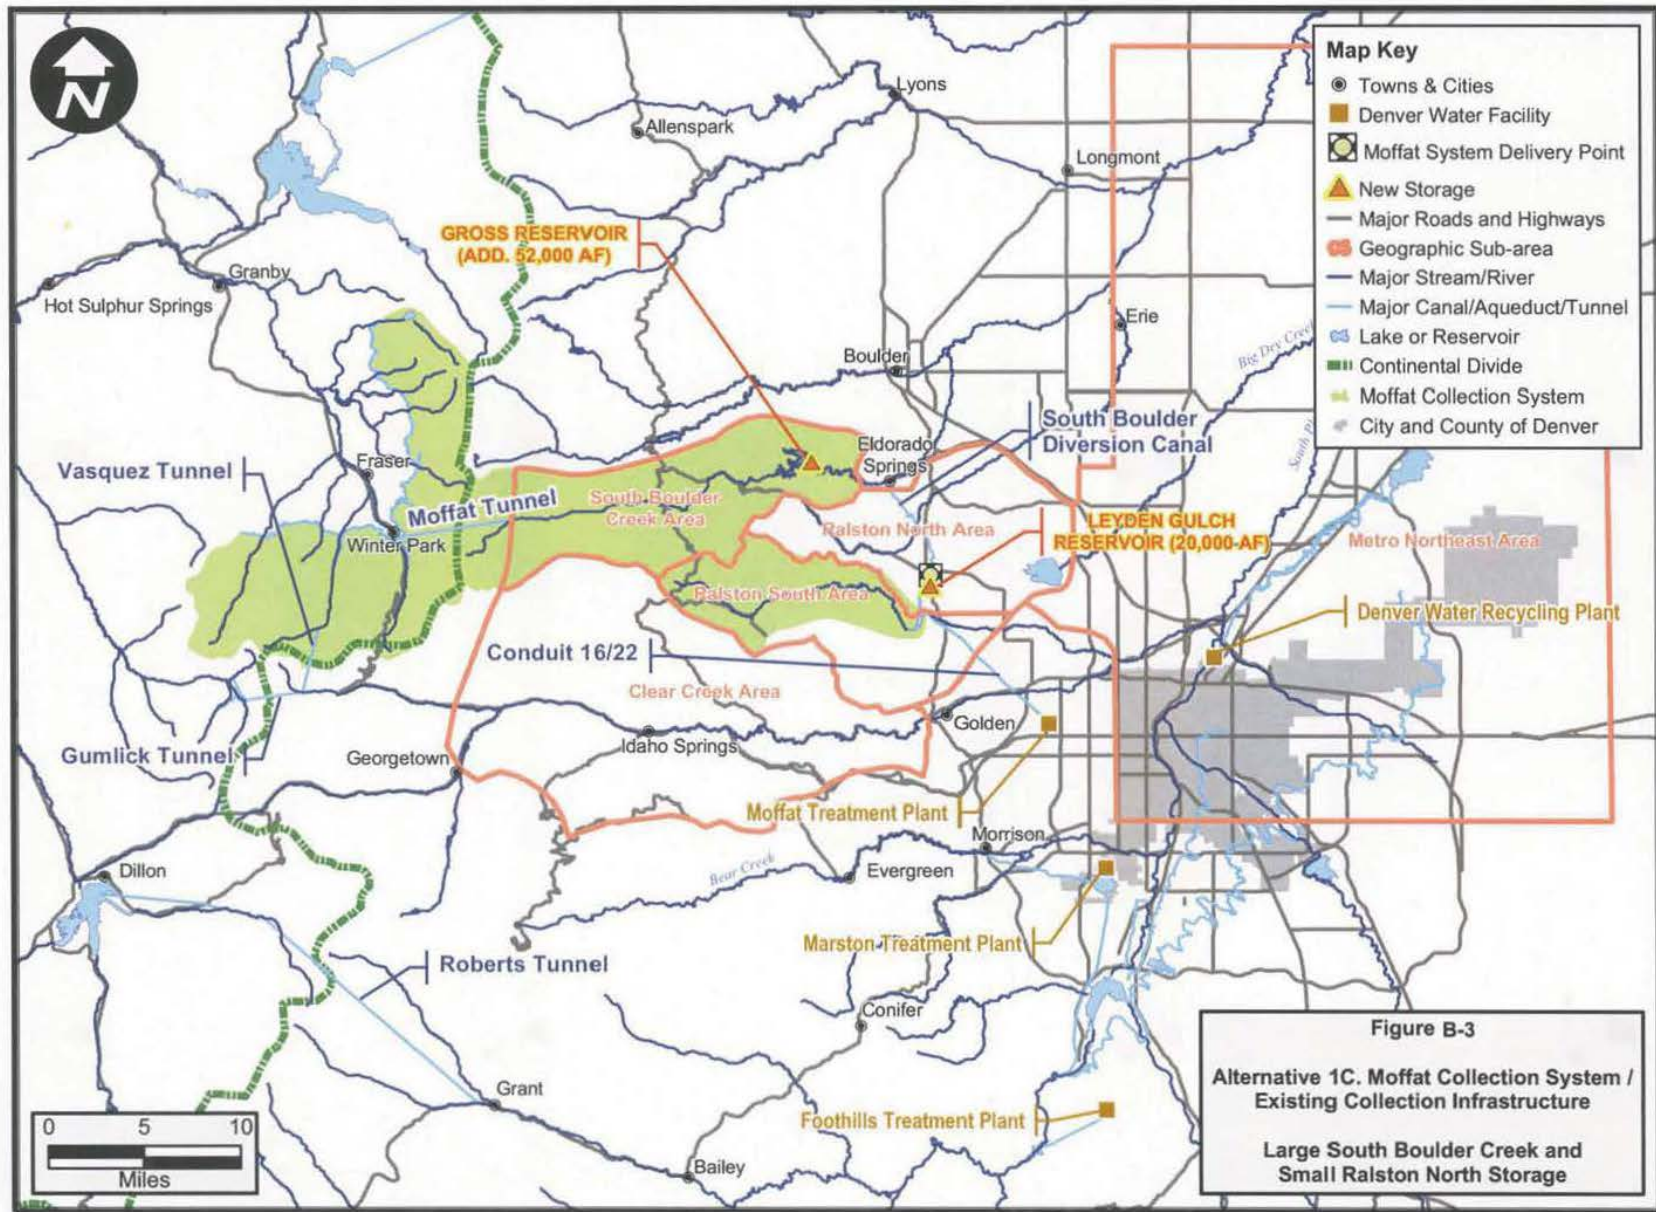 N
Map Key
Towns & Cities
Denver Water Facility
Moffat System Delivery Point
New Storage
Major Roads and Highways
Geographic Sub-area
Major Stream/River
Major Canal/Aqueduct/Tunnel
Lake or Reservoir
Continental Divide
Moffat Collection System
City and County of Denver
Lyons
Allenspark
Longmont
GROSS RESERVOIR
(ADD. 52,000 AF)
Granby
Hot Sulphur Springs
Erie
Big Dry Creek
Boulder
South Boulder
Diversion Canal
Eldorado
Springs
South Pl
Vasquez Tunnel
Fraser
Moffat Tunnel
Winter Park
South Boulder
Creek Area
Ralston North Area
LEYDEN GULCH
RESERVOIR (20,000-AF)
Metro Northeast Area
Ralston South Area
Denver Water Recycling Plant
Conduit 16/22
Clear Creek Area
Golden
Idaho Springs
Gumlick Tunnel
Georgetown
Moffat Treatment Plant
Morrison
Dillon
Bear Creek
Evergreen
Marston Treatment Plant
Roberts Tunnel
Conifer
Grant
Foothills Treatment Plant
Bailey
0 5 10
Miles
Figure B-3
Alternative 1C. Moffat Collection System /
Existing Collection Infrastructure
Large South Boulder Creek and
Small Ralston North Storage